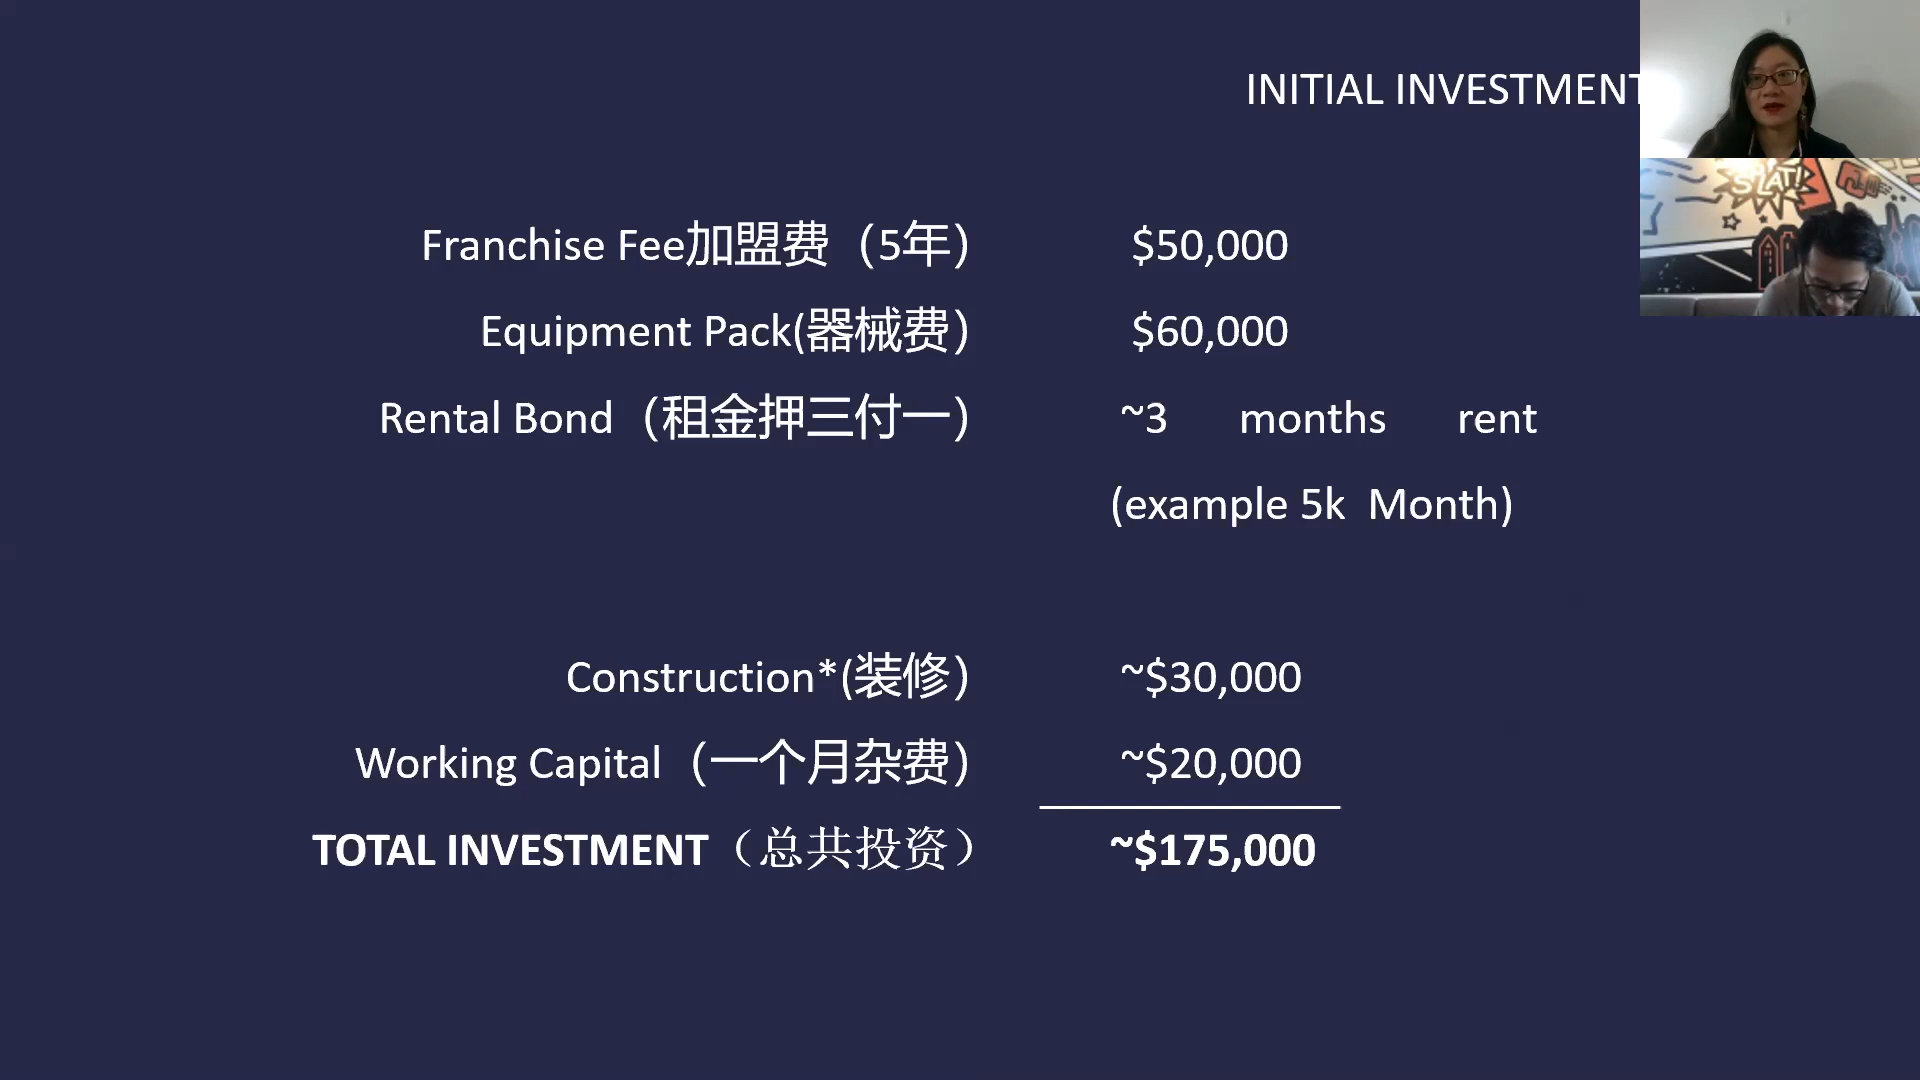 INITIAL INVESTMENT
Franchise Fee加盟费（5年） $50,000
Equipment Pack(器械费） $60,000
Rental Bond（租金押三付一） ~3 months rent
(example 5k Month)
Construction*(装修） ~$30,000
Working Capital（一个月杂费） ~$20,000
TOTAL INVESTMENT（总共投资） ~$175,000